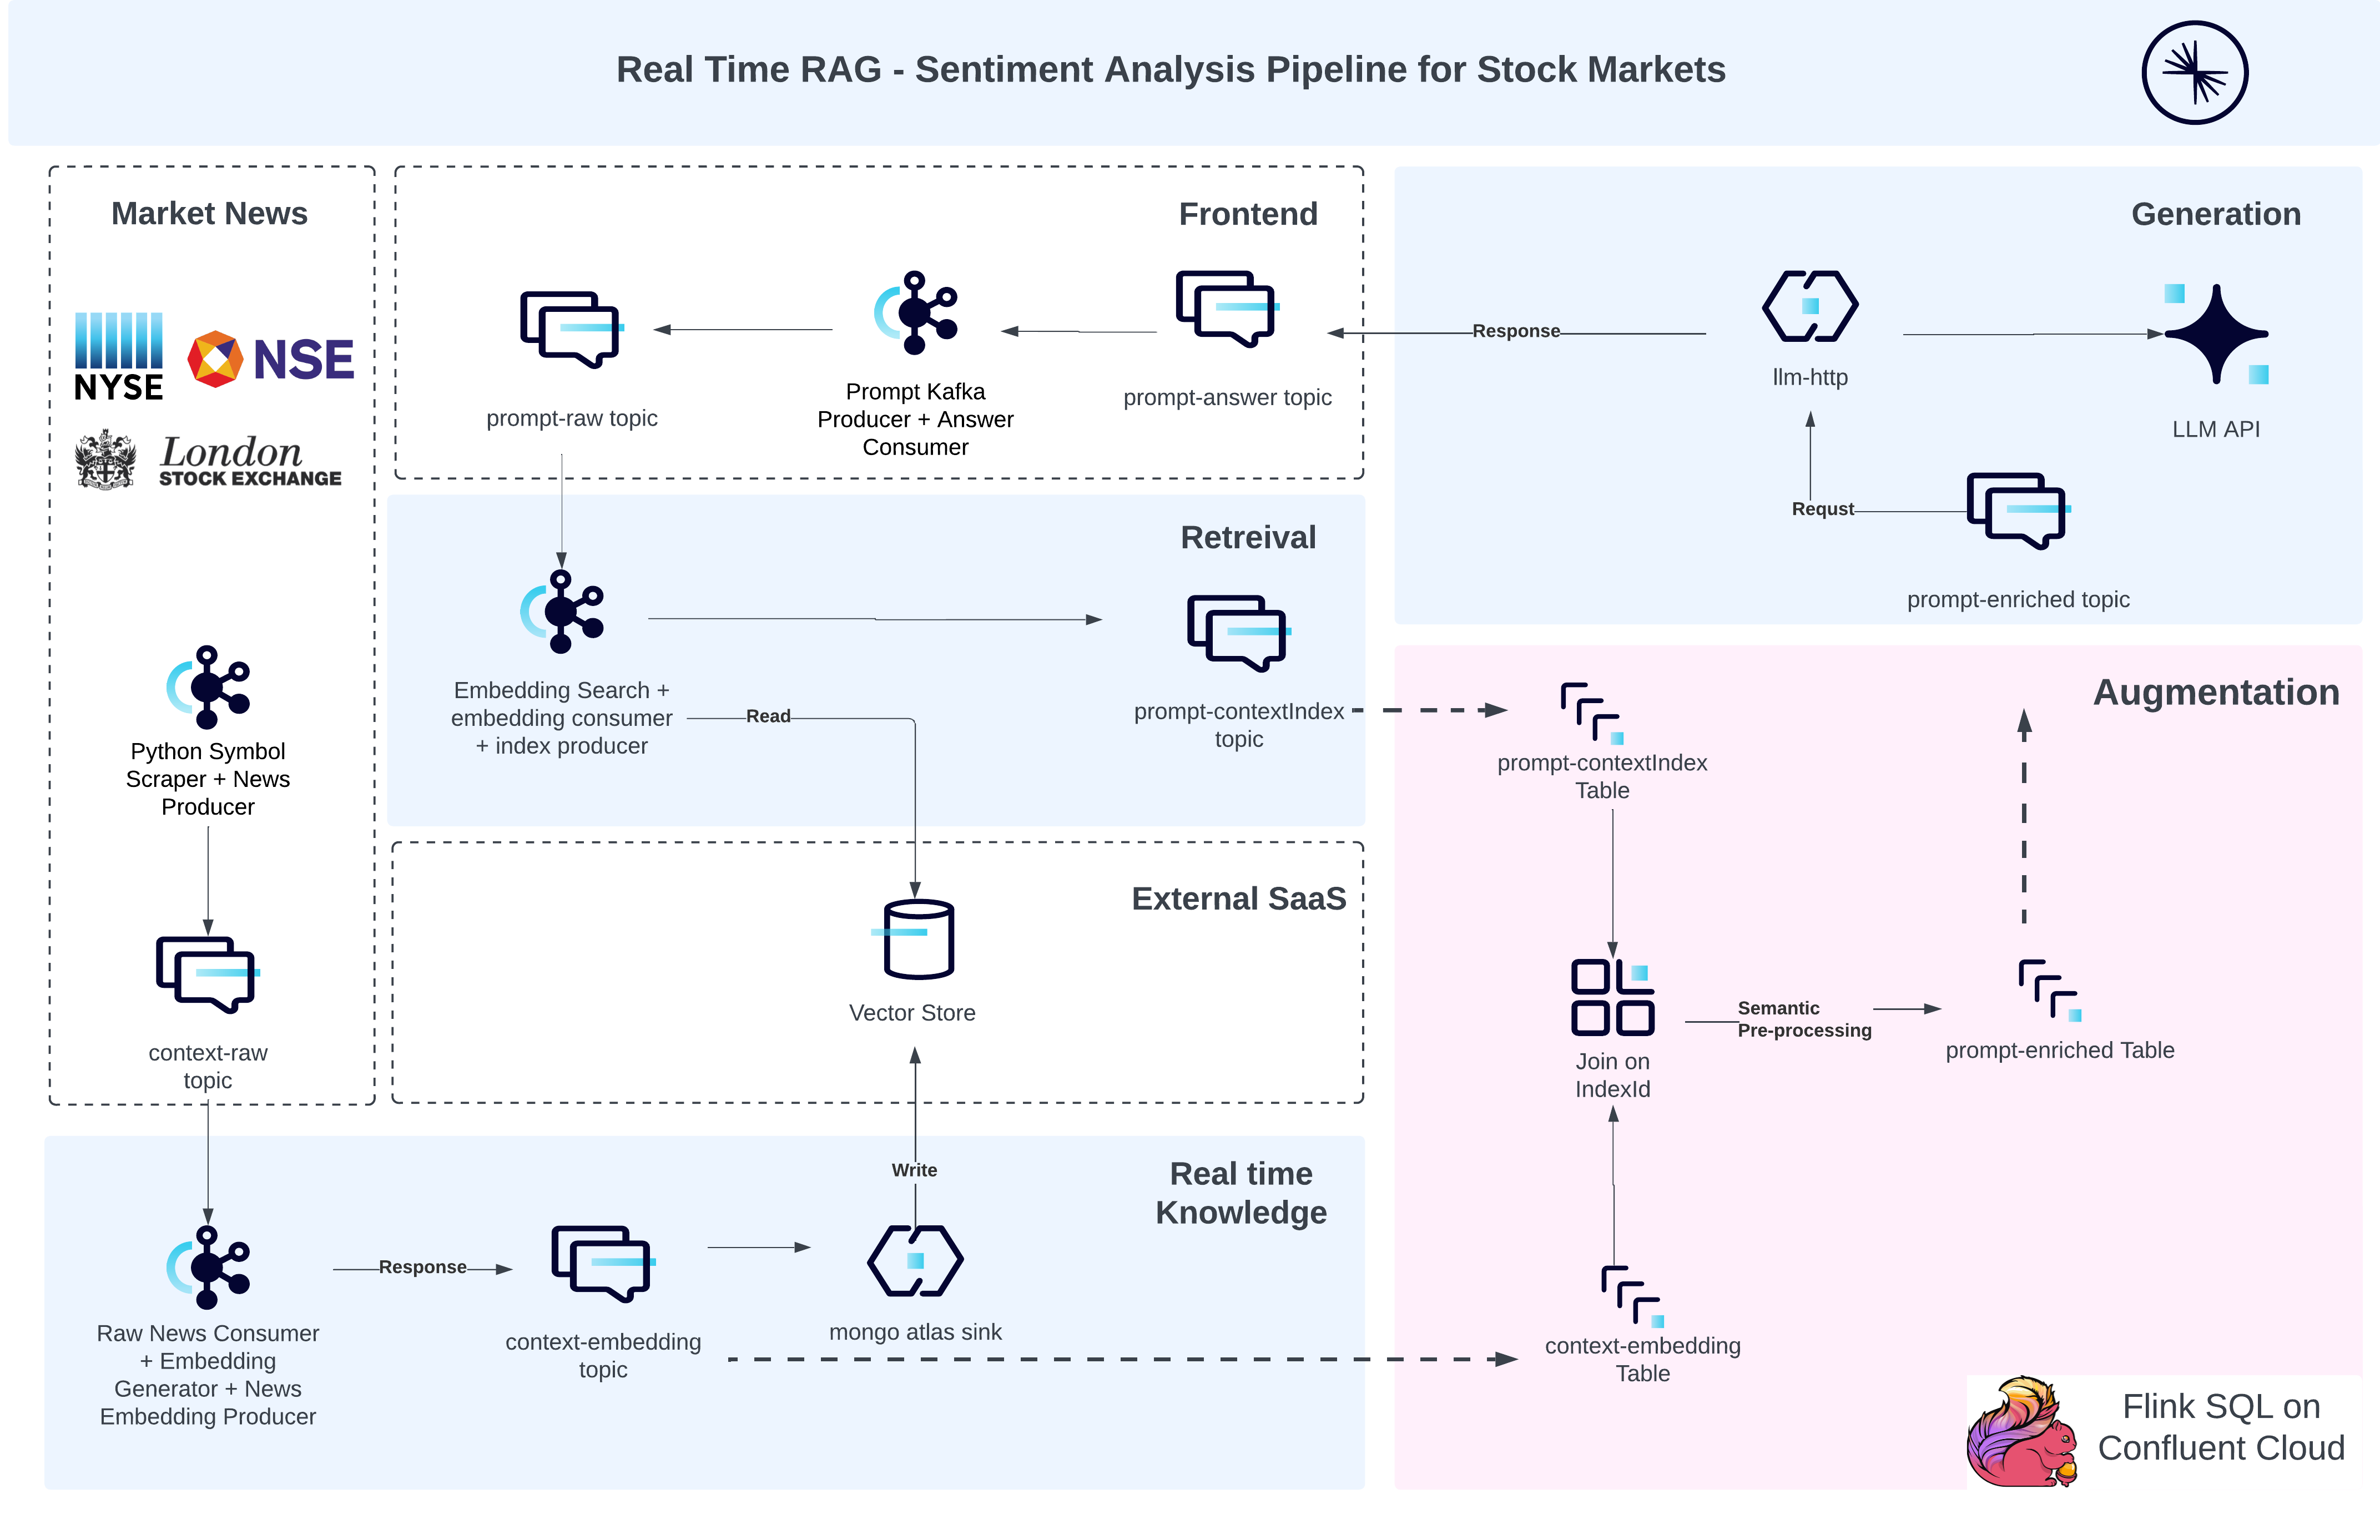 Real Time RAG - Sentiment Analysis Pipeline for Stock Markets
Market News
NYSE
NSE
London
STOCK EXCHANGE
Python Symbol
Scraper + News
Producer
context-raw
topic
Frontend
prompt-raw topic
Prompt Kafka
Producer + Answer
Consumer
prompt-answer topic
Response
Generation
llm-http
LLM API
Requst
prompt-enriched topic
Retreival
Embedding Search +
embedding consumer
+ index producer
Read
prompt-contextIndex
topic
External SaaS
Vector Store
Write
Real time
Knowledge
Raw News Consumer
+ Embedding
Generator + News
Embedding Producer
Response
context-embedding
topic
mongo atlas sink
Augmentation
prompt-contextIndex
Table
Join on
IndexId
Semantic
Pre-processing
prompt-enriched Table
context-embedding
Table
Flink SQL on
Confluent Cloud